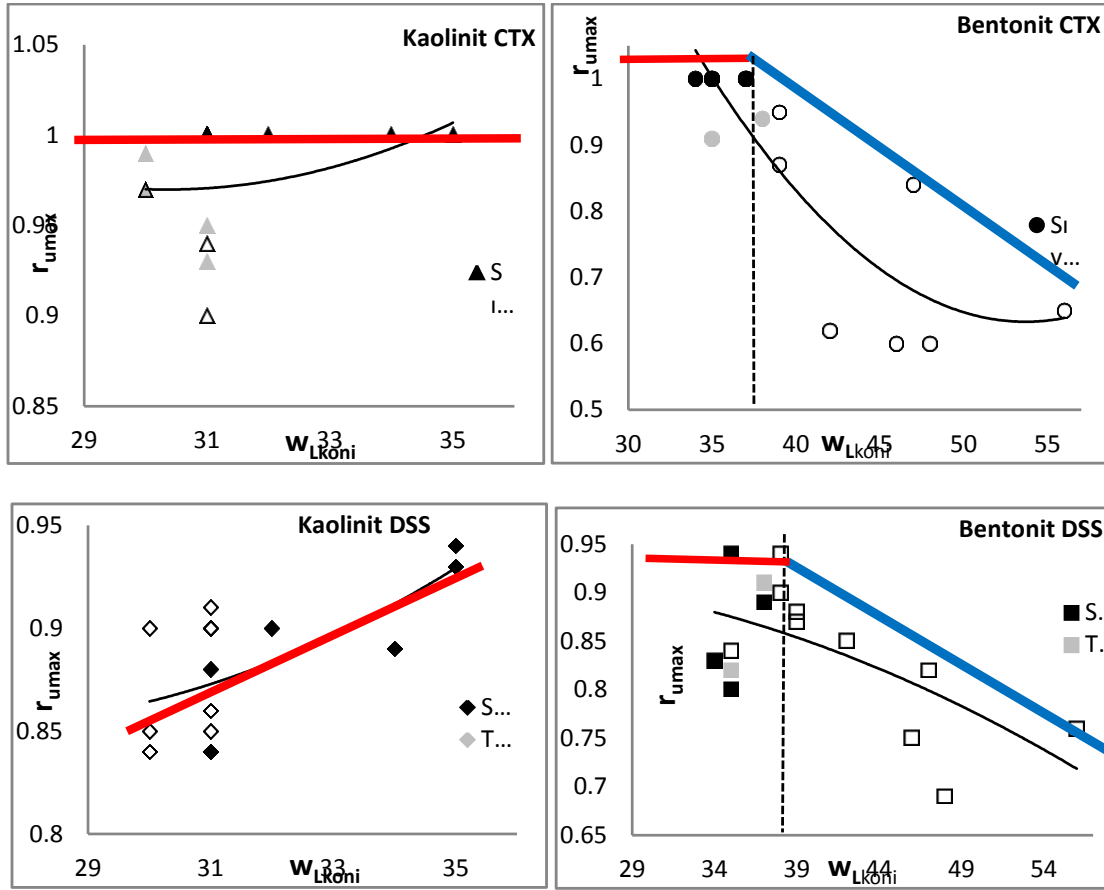 Kaolinit CTX
1.05
1
0.95
0.9
0.85
r_umax
29 31 33 35
w_Lkoni
S
ı...
Bentonit CTX
r_umax
1
0.9
0.8
0.7
0.6
0.5
30 35 40 45 50 55
w_Lkoni
Sı
v...
Kaolinit DSS
0.95
0.9
0.85
0.8
r_umax
29 31 33 35
w_Lkoni
S...
T...
Bentonit DSS
0.95
0.9
0.85
0.8
0.75
0.7
0.65
r_umax
29 34 39 44 49 54
w_Lkoni
S.
T.